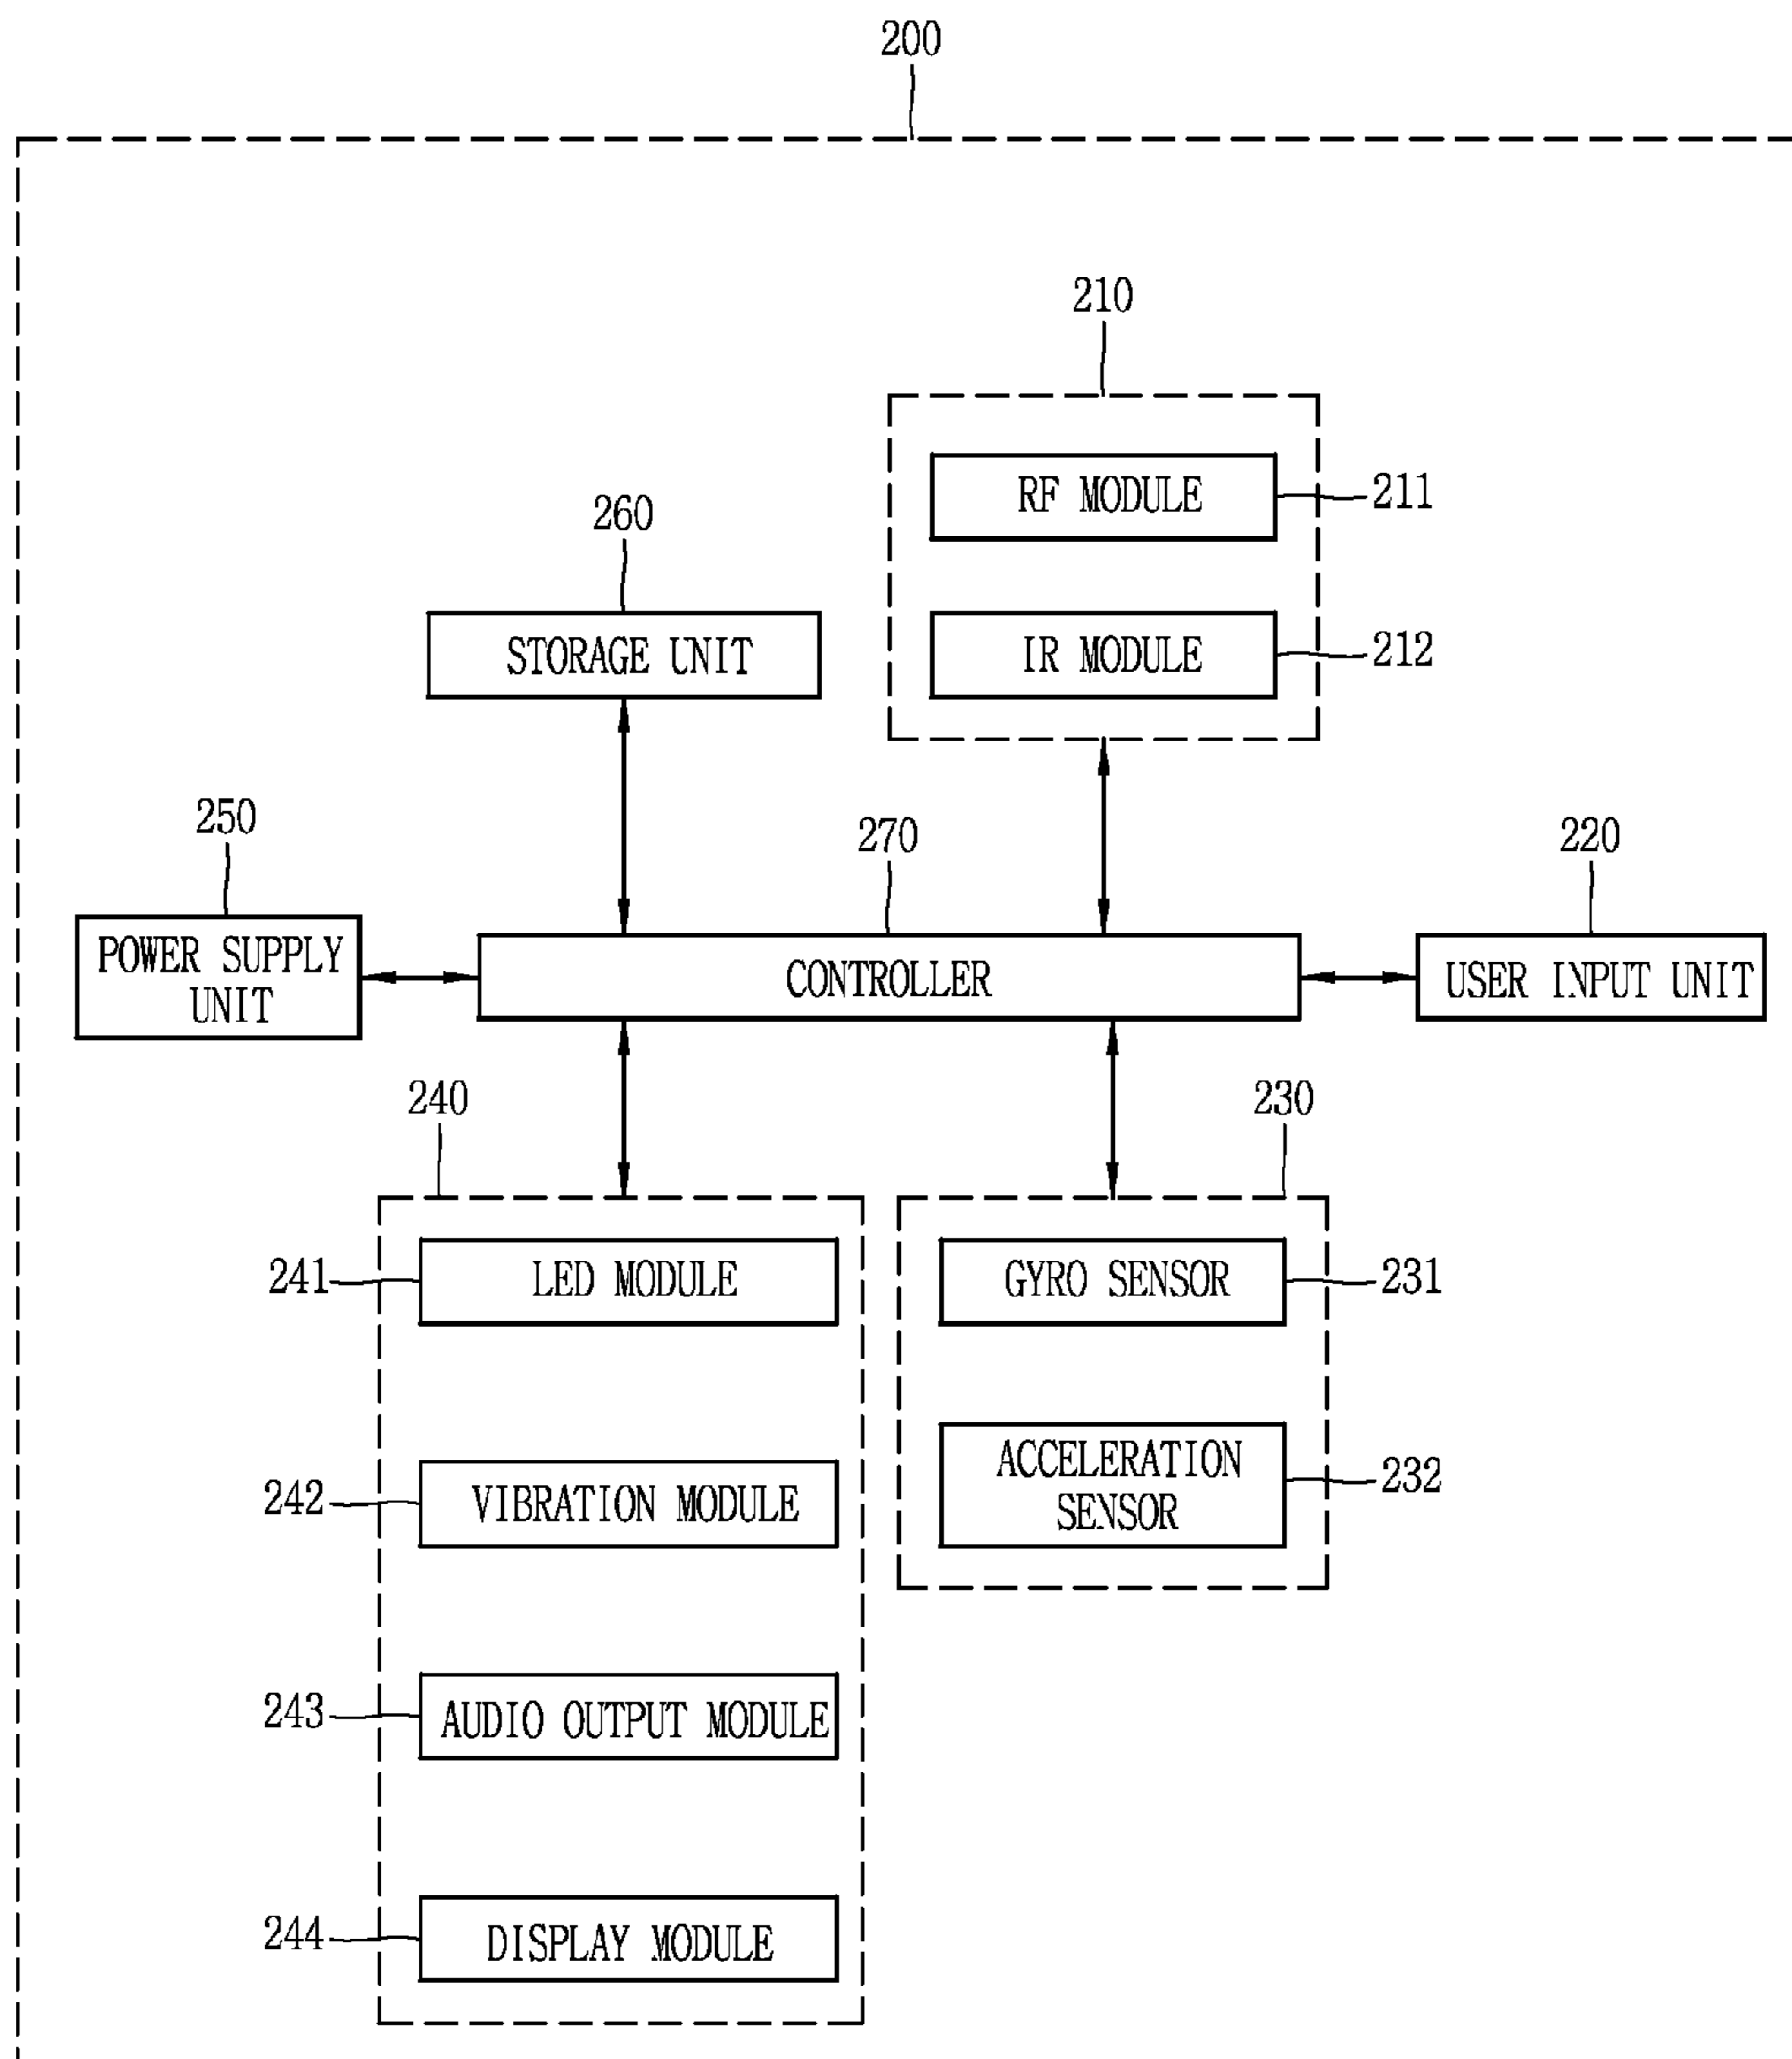 200
210
RF MODULE
211
260
STORAGE UNIT
IR MODULE
212
250
270
220
POWER SUPPLY
UNIT
CONTROLLER
USER INPUT UNIT
240
230
241
LED MODULE
GYRO SENSOR
231
242
VIBRATION MODULE
ACCELERATION
SENSOR
232
243
AUDIO OUTPUT MODULE
244
DISPLAY MODULE